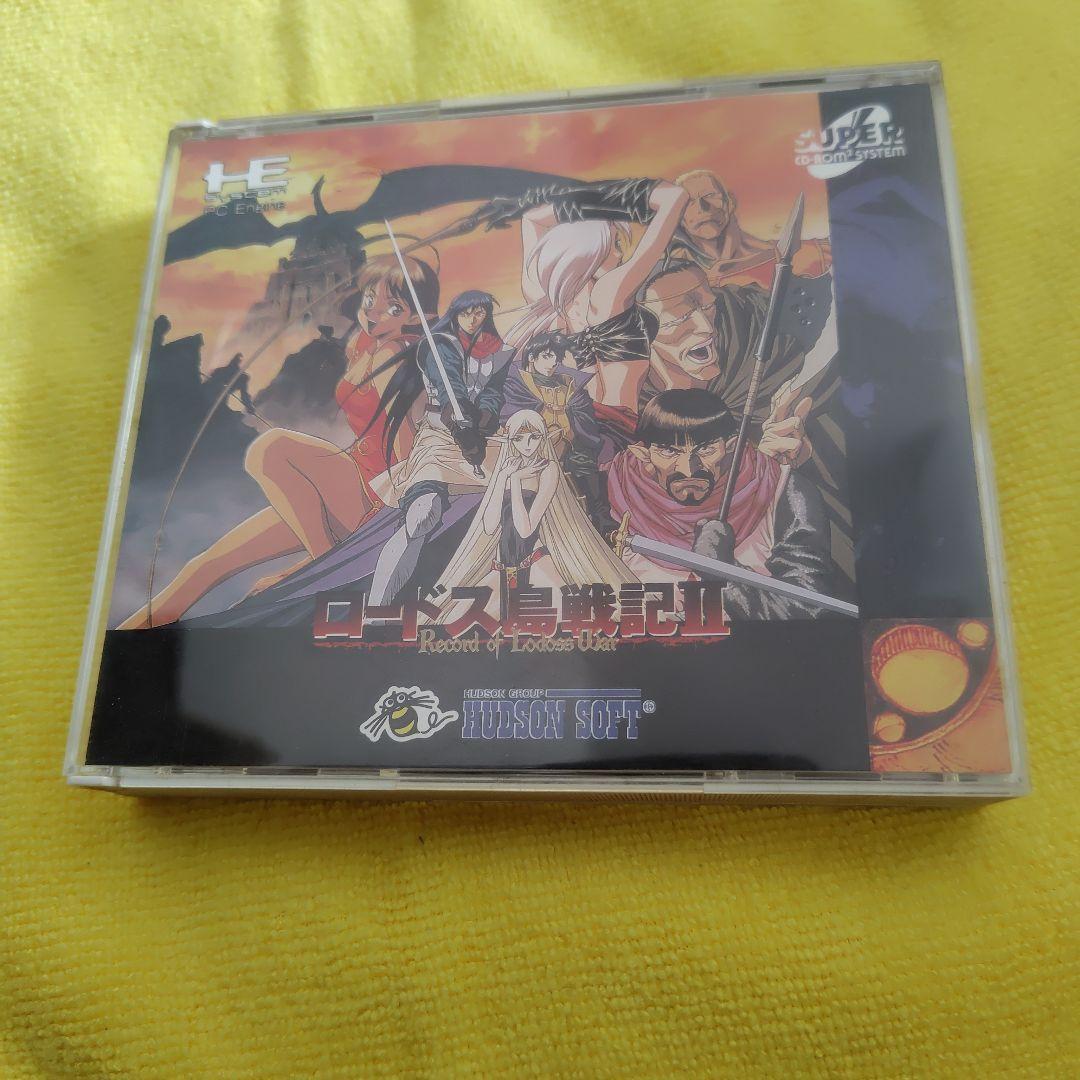 HE
SYSTEM
PC Engine
SUPER
CD-ROM² SYSTEM
ロードス島戦記II
Record of Lodoss War
HUDSON GROUP
HUDSON SOFT®